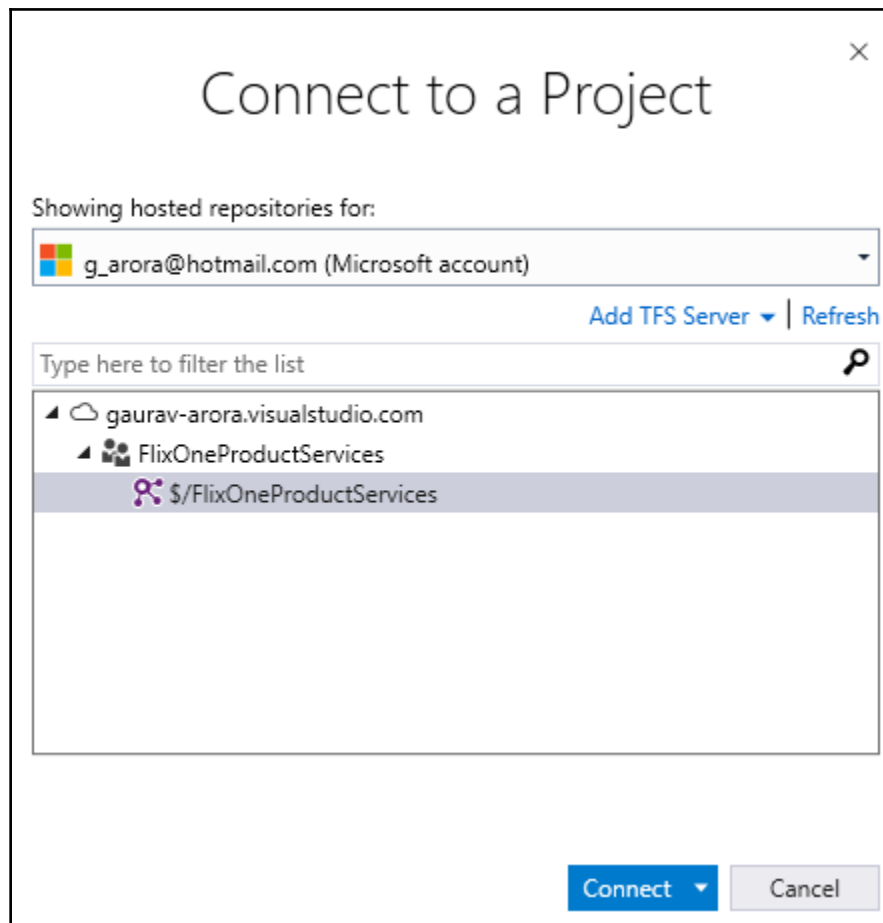 Connect to a Project
Showing hosted repositories for:
g_arora@hotmail.com (Microsoft account)
Add TFS Server | Refresh
Type here to filter the list
gaurav-arora.visualstudio.com
FlixOneProductServices
$/FlixOneProductServices
Connect Cancel